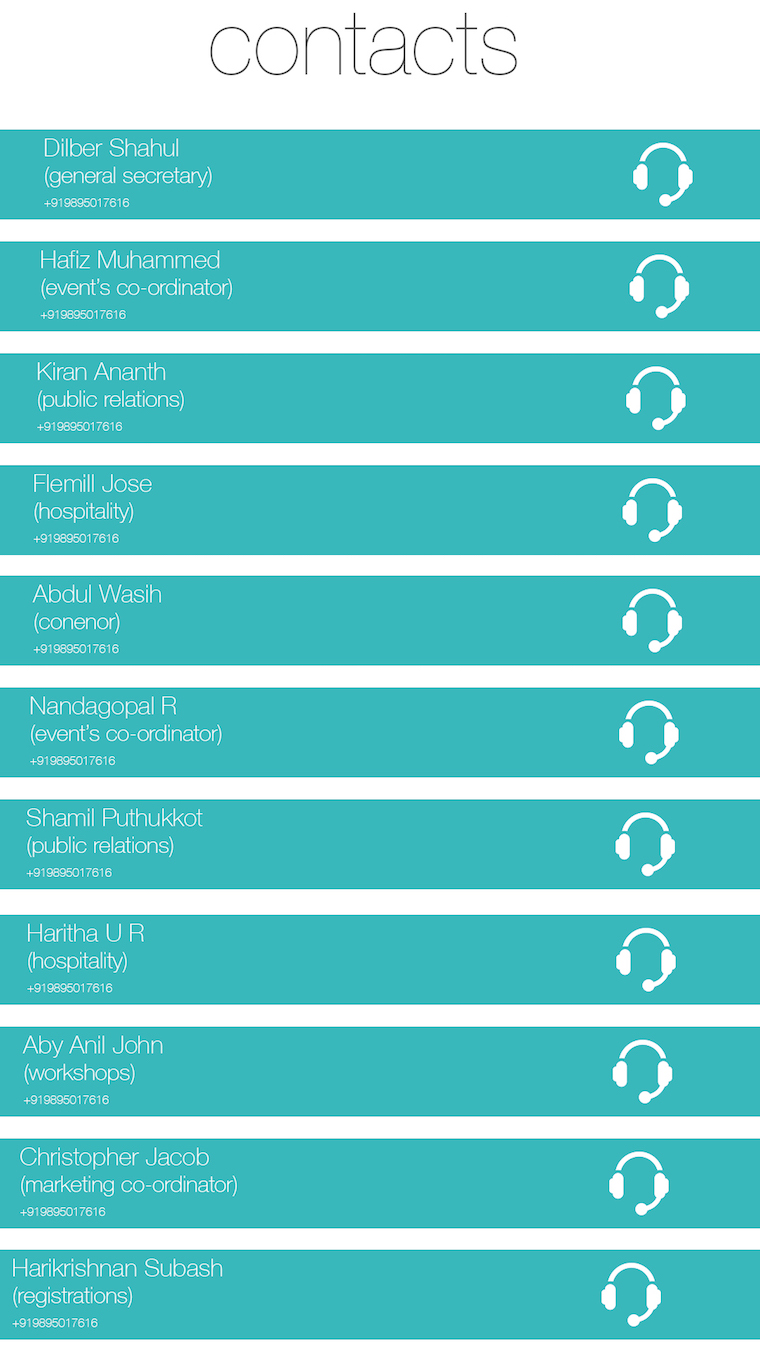 contacts
Dilber Shahul
(general secretary)
+919895017616
Hafiz Muhammed
(event's co-ordinator)
+919895017616
Kiran Ananth
(public relations)
+919895017616
Flemill Jose
(hospitality)
+919895017616
Abdul Wasih
(conenor)
+919895017616
Nandagopal R
(event's co-ordinator)
+919895017616
Shamil Puthukkot
(public relations)
+919895017616
Haritha U R
(hospitality)
+919895017616
Aby Anil John
(workshops)
+919895017616
Christopher Jacob
(marketing co-ordinator)
+919895017616
Harikrishnan Subash
(registrations)
+919895017616